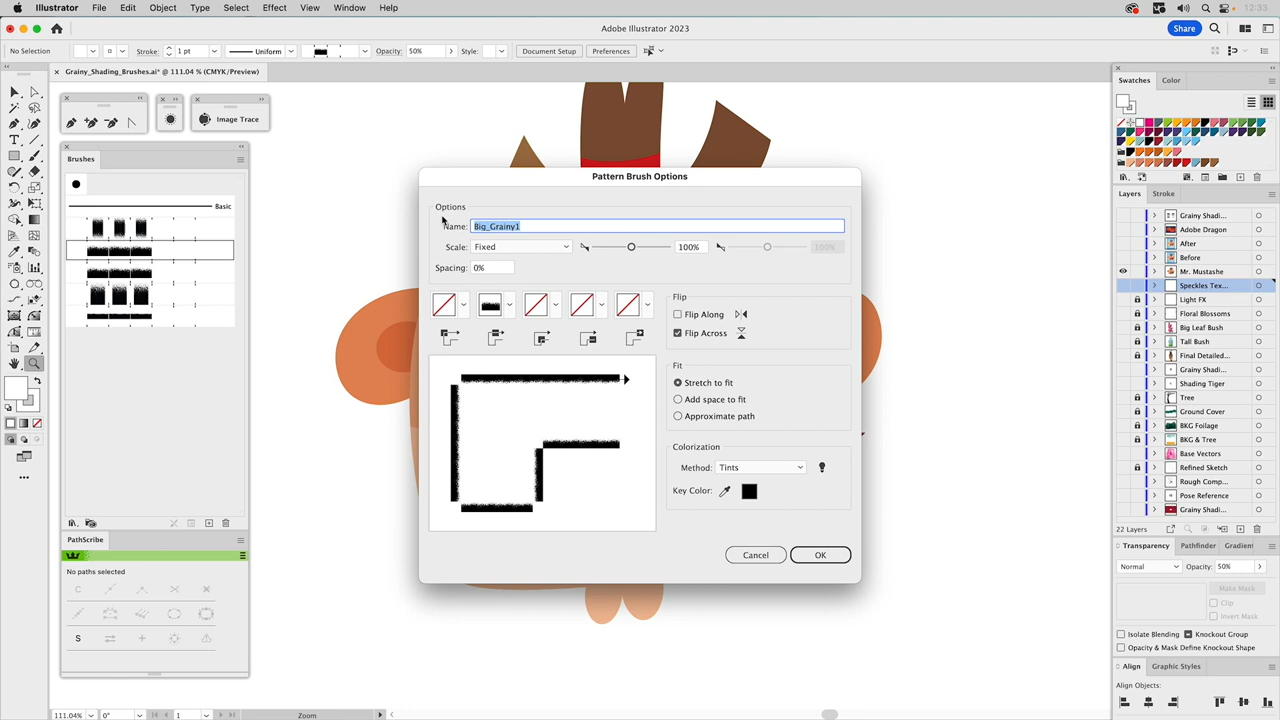 Illustrator File Edit Object Type Select Effect View Window Help 12:33
Adobe Illustrator 2023 Share
No Selection Stroke: 1 pt Uniform Opacity: 50% Style: Document Setup Preferences
Grainy_Shading_Brushes.ai* @ 111.04 % (CMYK/Preview)
Image Trace
Brushes
Basic
PathScribe
No paths selected
C
S
Pattern Brush Options
Options
Name: Big_Grainy1
Scale: Fixed 100% 100%
Spacing: 0%
Flip
Flip Along
Flip Across
Fit
Stretch to fit
Add space to fit
Approximate path
Colorization
Method: Tints
Key Color:
Cancel OK
Swatches Color
Layers Stroke
Grainy Shadi...
Adobe Dragon
After
Before
Mr. Mustashe
Speckles Tex...
Light FX
Floral Blossoms
Big Leaf Bush
Tall Bush
Final Detailed...
Grainy Shadi...
Shading Tiger
Tree
Ground Cover
BKG Foilage
BKG & Tree
Base Vectors
Refined Sketch
Rough Comp...
Pose Reference
Grainy Shadi...
22 Layers
Transparency Pathfinder Gradient
Normal Opacity: 50%
Make Mask
Clip
Invert Mask
Isolate Blending Knockout Group
Opacity & Mask Define Knockout Shape
Align Graphic Styles
Align Objects:
111.04% 0° 1 Zoom